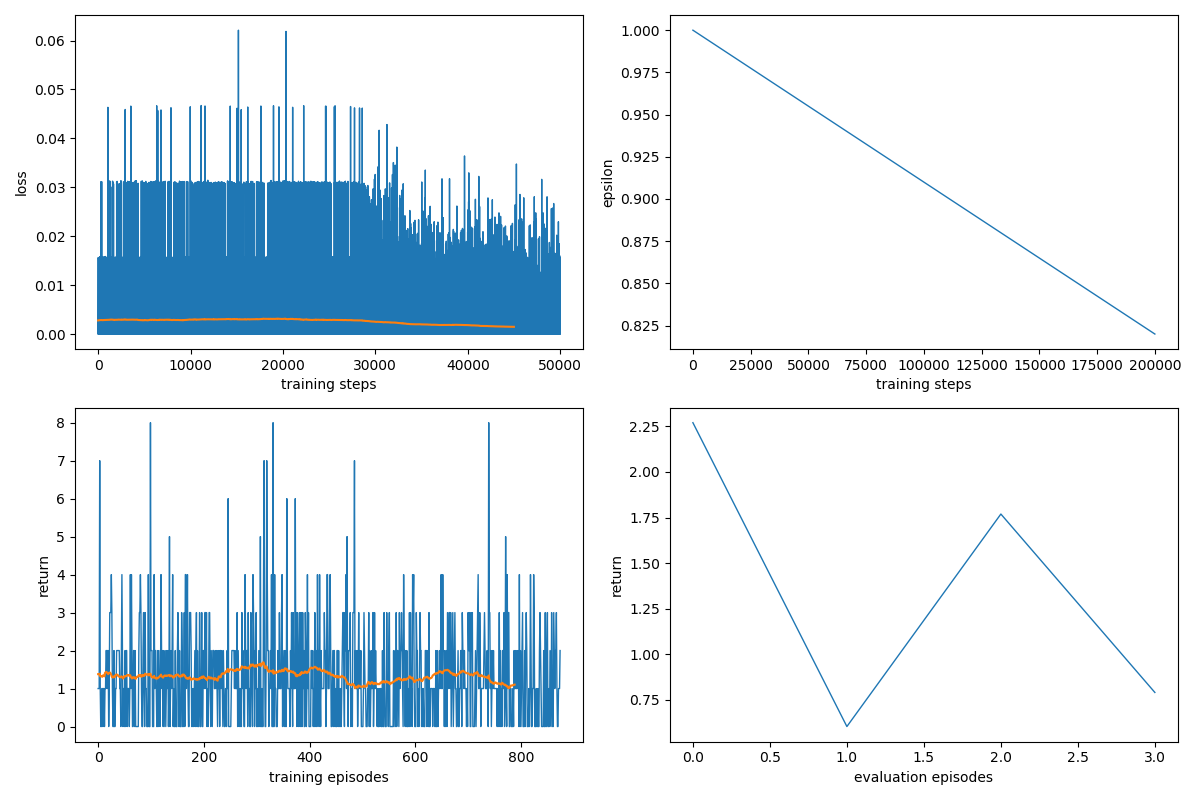 0.06
0.05
0.04
0.03
0.02
0.01
0.00
loss
0 10000 20000 30000 40000 50000
training steps
1.000
0.975
0.950
0.925
0.900
0.875
0.850
0.825
epsilon
0 25000 50000 75000 100000 125000 150000 175000 200000
training steps
8
7
6
5
4
3
2
1
0
return
0 200 400 600 800
training episodes
2.25
2.00
1.75
1.50
1.25
1.00
0.75
return
0.0 0.5 1.0 1.5 2.0 2.5 3.0
evaluation episodes